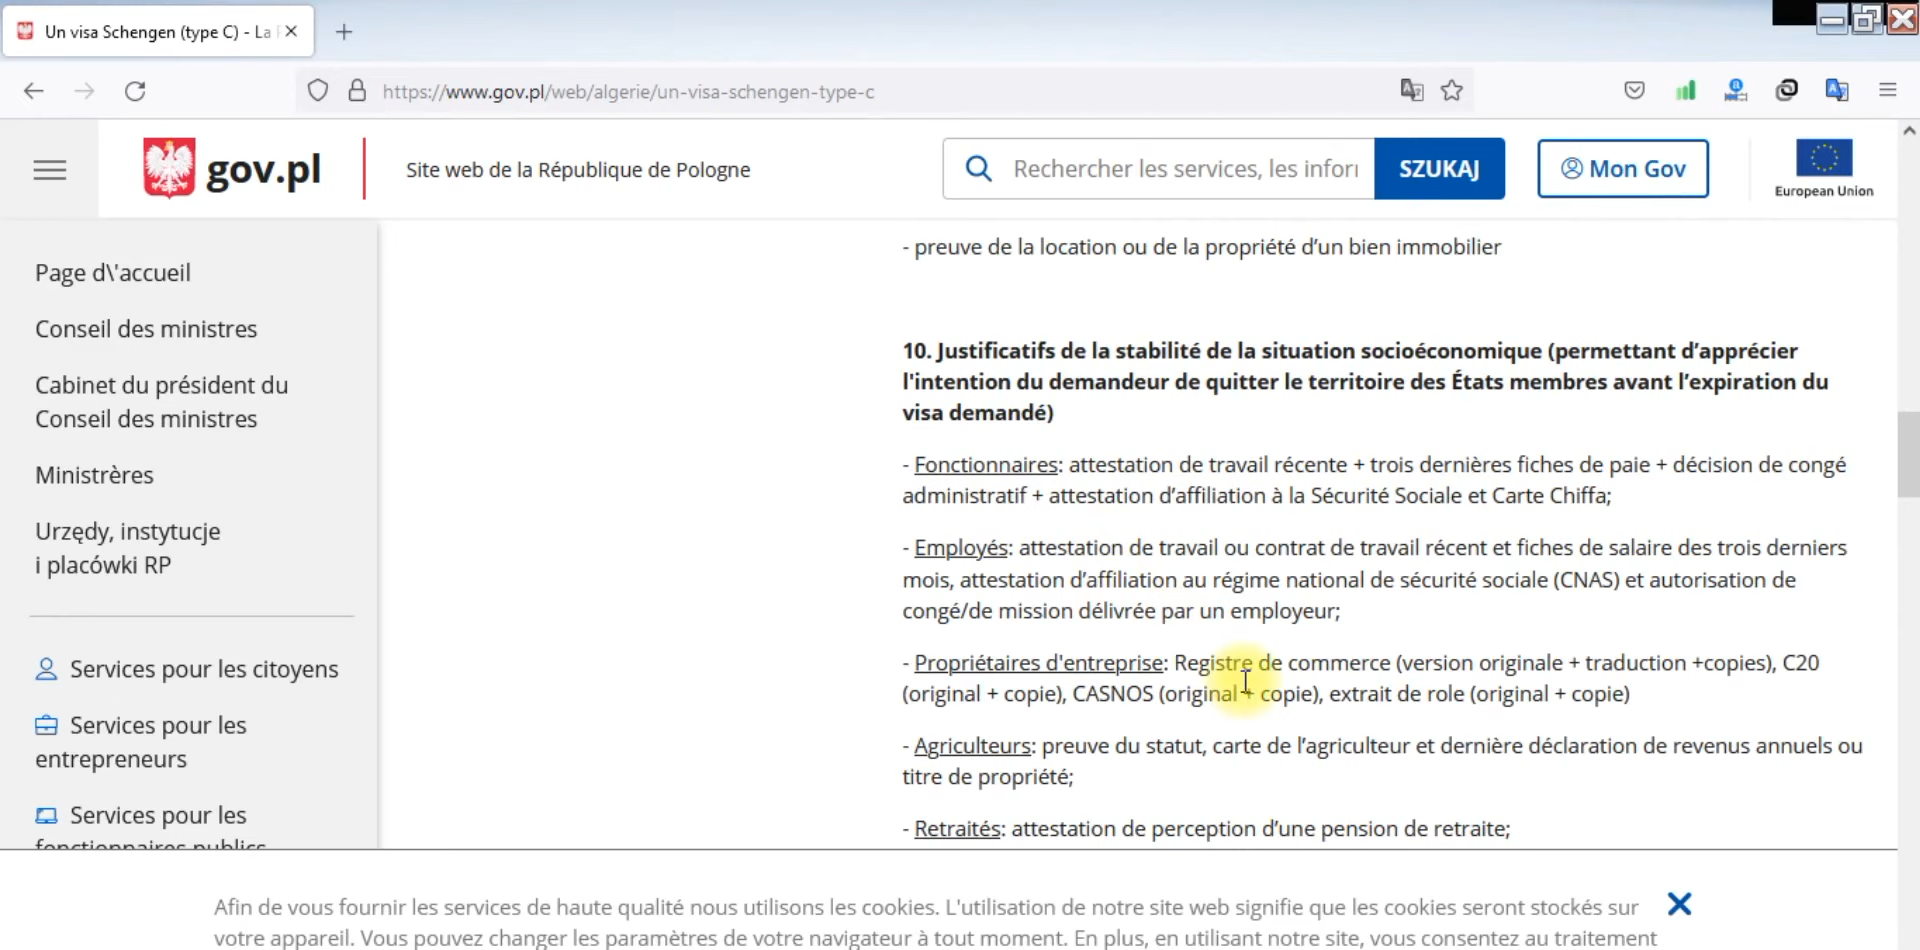 Un visa Schengen (type C) - La
https://www.gov.pl/web/algerie/un-visa-schengen-type-c
gov.pl
Site web de la République de Pologne
Rechercher les services, les infori
SZUKAJ
Mon Gov
European Union
Page d\'accueil
Conseil des ministres
Cabinet du président du
Conseil des ministres
Ministrères
Urzędy, instytucje
i placówki RP
Services pour les citoyens
Services pour les
entrepreneurs
Services pour les
fonctionnaires publics
- preuve de la location ou de la propriété d’un bien immobilier
10. Justificatifs de la stabilité de la situation socioéconomique (permettant d’apprécier
l'intention du demandeur de quitter le territoire des États membres avant l’expiration du
visa demandé)
- Fonctionnaires: attestation de travail récente + trois dernières fiches de paie + décision de congé
administratif + attestation d’affiliation à la Sécurité Sociale et Carte Chiffa;
- Employés: attestation de travail ou contrat de travail récent et fiches de salaire des trois derniers
mois, attestation d’affiliation au régime national de sécurité sociale (CNAS) et autorisation de
congé/de mission délivrée par un employeur;
- Propriétaires d'entreprise: Registre de commerce (version originale + traduction +copies), C20
(original + copie), CASNOS (original + copie), extrait de role (original + copie)
- Agriculteurs: preuve du statut, carte de l’agriculteur et dernière déclaration de revenus annuels ou
titre de propriété;
- Retraités: attestation de perception d’une pension de retraite;
Afin de vous fournir les services de haute qualité nous utilisons les cookies. L'utilisation de notre site web signifie que les cookies seront stockés sur
votre appareil. Vous pouvez changer les paramètres de votre navigateur à tout moment. En plus, en utilisant notre site, vous consentez au traitement